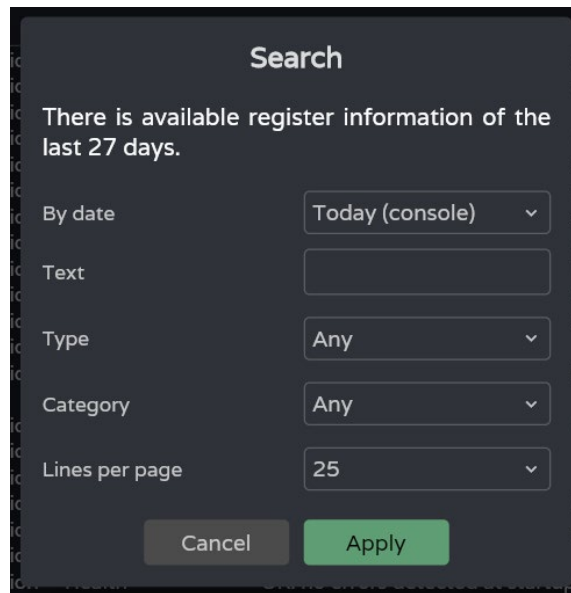 Search
There is available register information of the
last 27 days.
By date Today (console)
Text
Type Any
Category Any
Lines per page 25
Cancel Apply